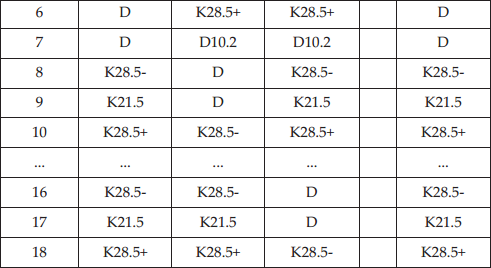 6 D K28.5+ K28.5+ D
7 D D10.2 D10.2 D
8 K28.5- D K28.5- K28.5-
9 K21.5 D K21.5 K21.5
10 K28.5+ K28.5- K28.5+ K28.5+
... ... ... ... ...
16 K28.5- K28.5- D K28.5-
17 K21.5 K21.5 D K21.5
18 K28.5+ K28.5+ K28.5- K28.5+